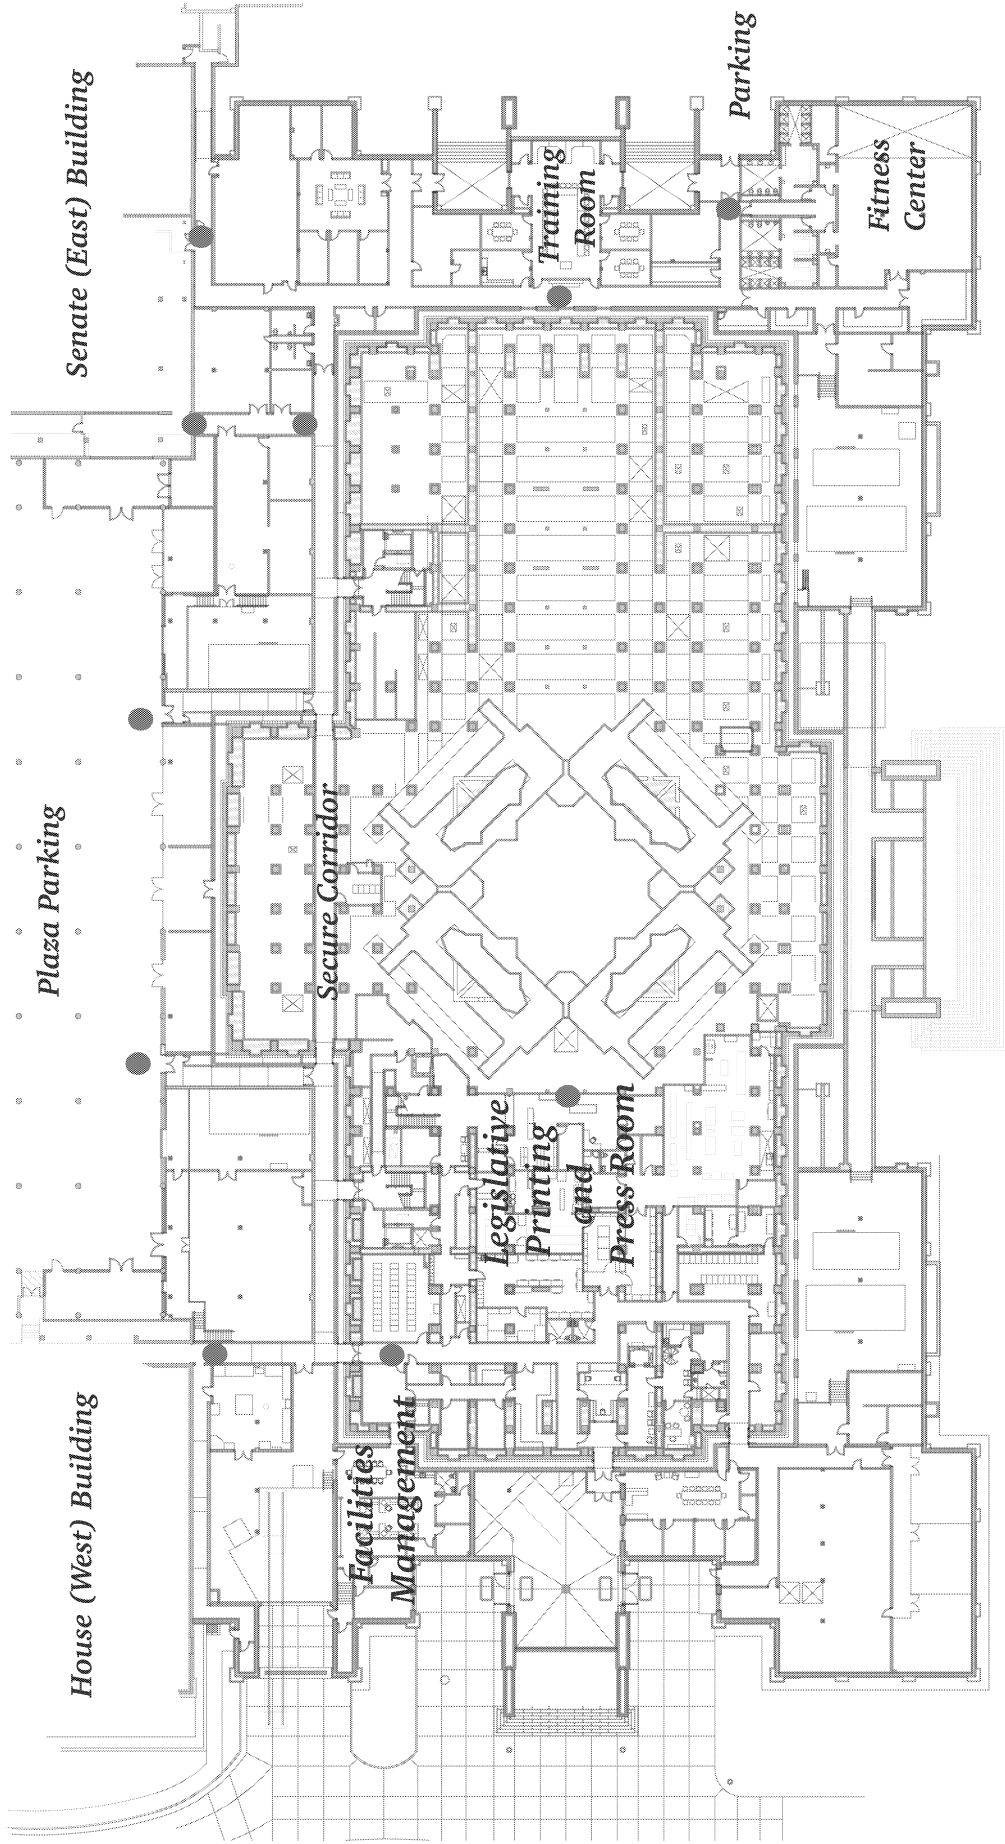 Senate (East) Building
Parking
Training
Room
Fitness
Center
Plaza Parking
Secure Corridor
Legislative
Printing
and
Press Room
House (West) Building
Facilities
Management